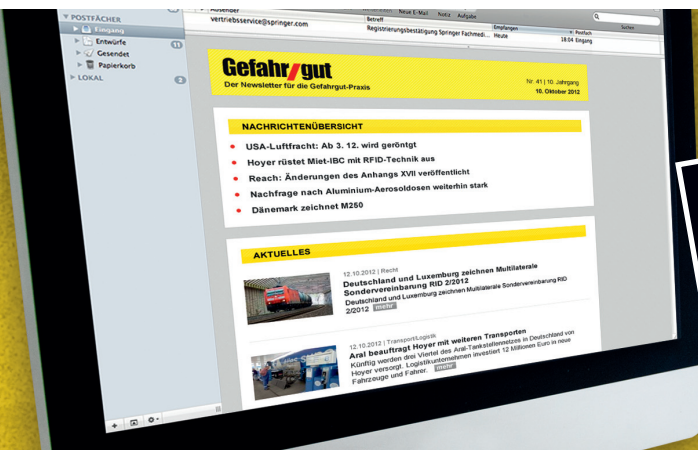 Neue E-Mail Notiz Aufgabe
Absender Betreff Empfangen Postfach Suchen
vertriebsservice@springer.com Registrierungsbestätigung Springer Fachmedi... Heute 18:04 Eingang
POSTFÄCHER
Eingang
Entwürfe 11
Gesendet
Papierkorb
LOKAL 2
Gefahr/gut
Der Newsletter für die Gefahrgut-Praxis
Nr. 41 | 10. Jahrgang
10. Oktober 2012
NACHRICHTENÜBERSICHT
• USA-Luftfracht: Ab 3. 12. wird geröntgt
• Hoyer rüstet Miet-IBC mit RFID-Technik aus
• Reach: Änderungen des Anhangs XVII veröffentlicht
• Nachfrage nach Aluminium-Aerosoldosen weiterhin stark
• Dänemark zeichnet M250
AKTUELLES
12.10.2012 | Recht
Deutschland und Luxemburg zeichnen Multilaterale
Sondervereinbarung RID 2/2012
Deutschland und Luxemburg zeichnen Multilaterale Sondervereinbarung RID
2/2012 mehr
12.10.2012 | Transport/Logistik
Aral beauftragt Hoyer mit weiteren Transporten
Künftig werden drei Viertel des Aral-Tankstellennetzes in Deutschland von
Hoyer versorgt. Logistikunternehmen investiert 12 Millionen Euro in neue
Fahrzeuge und Fahrer. mehr